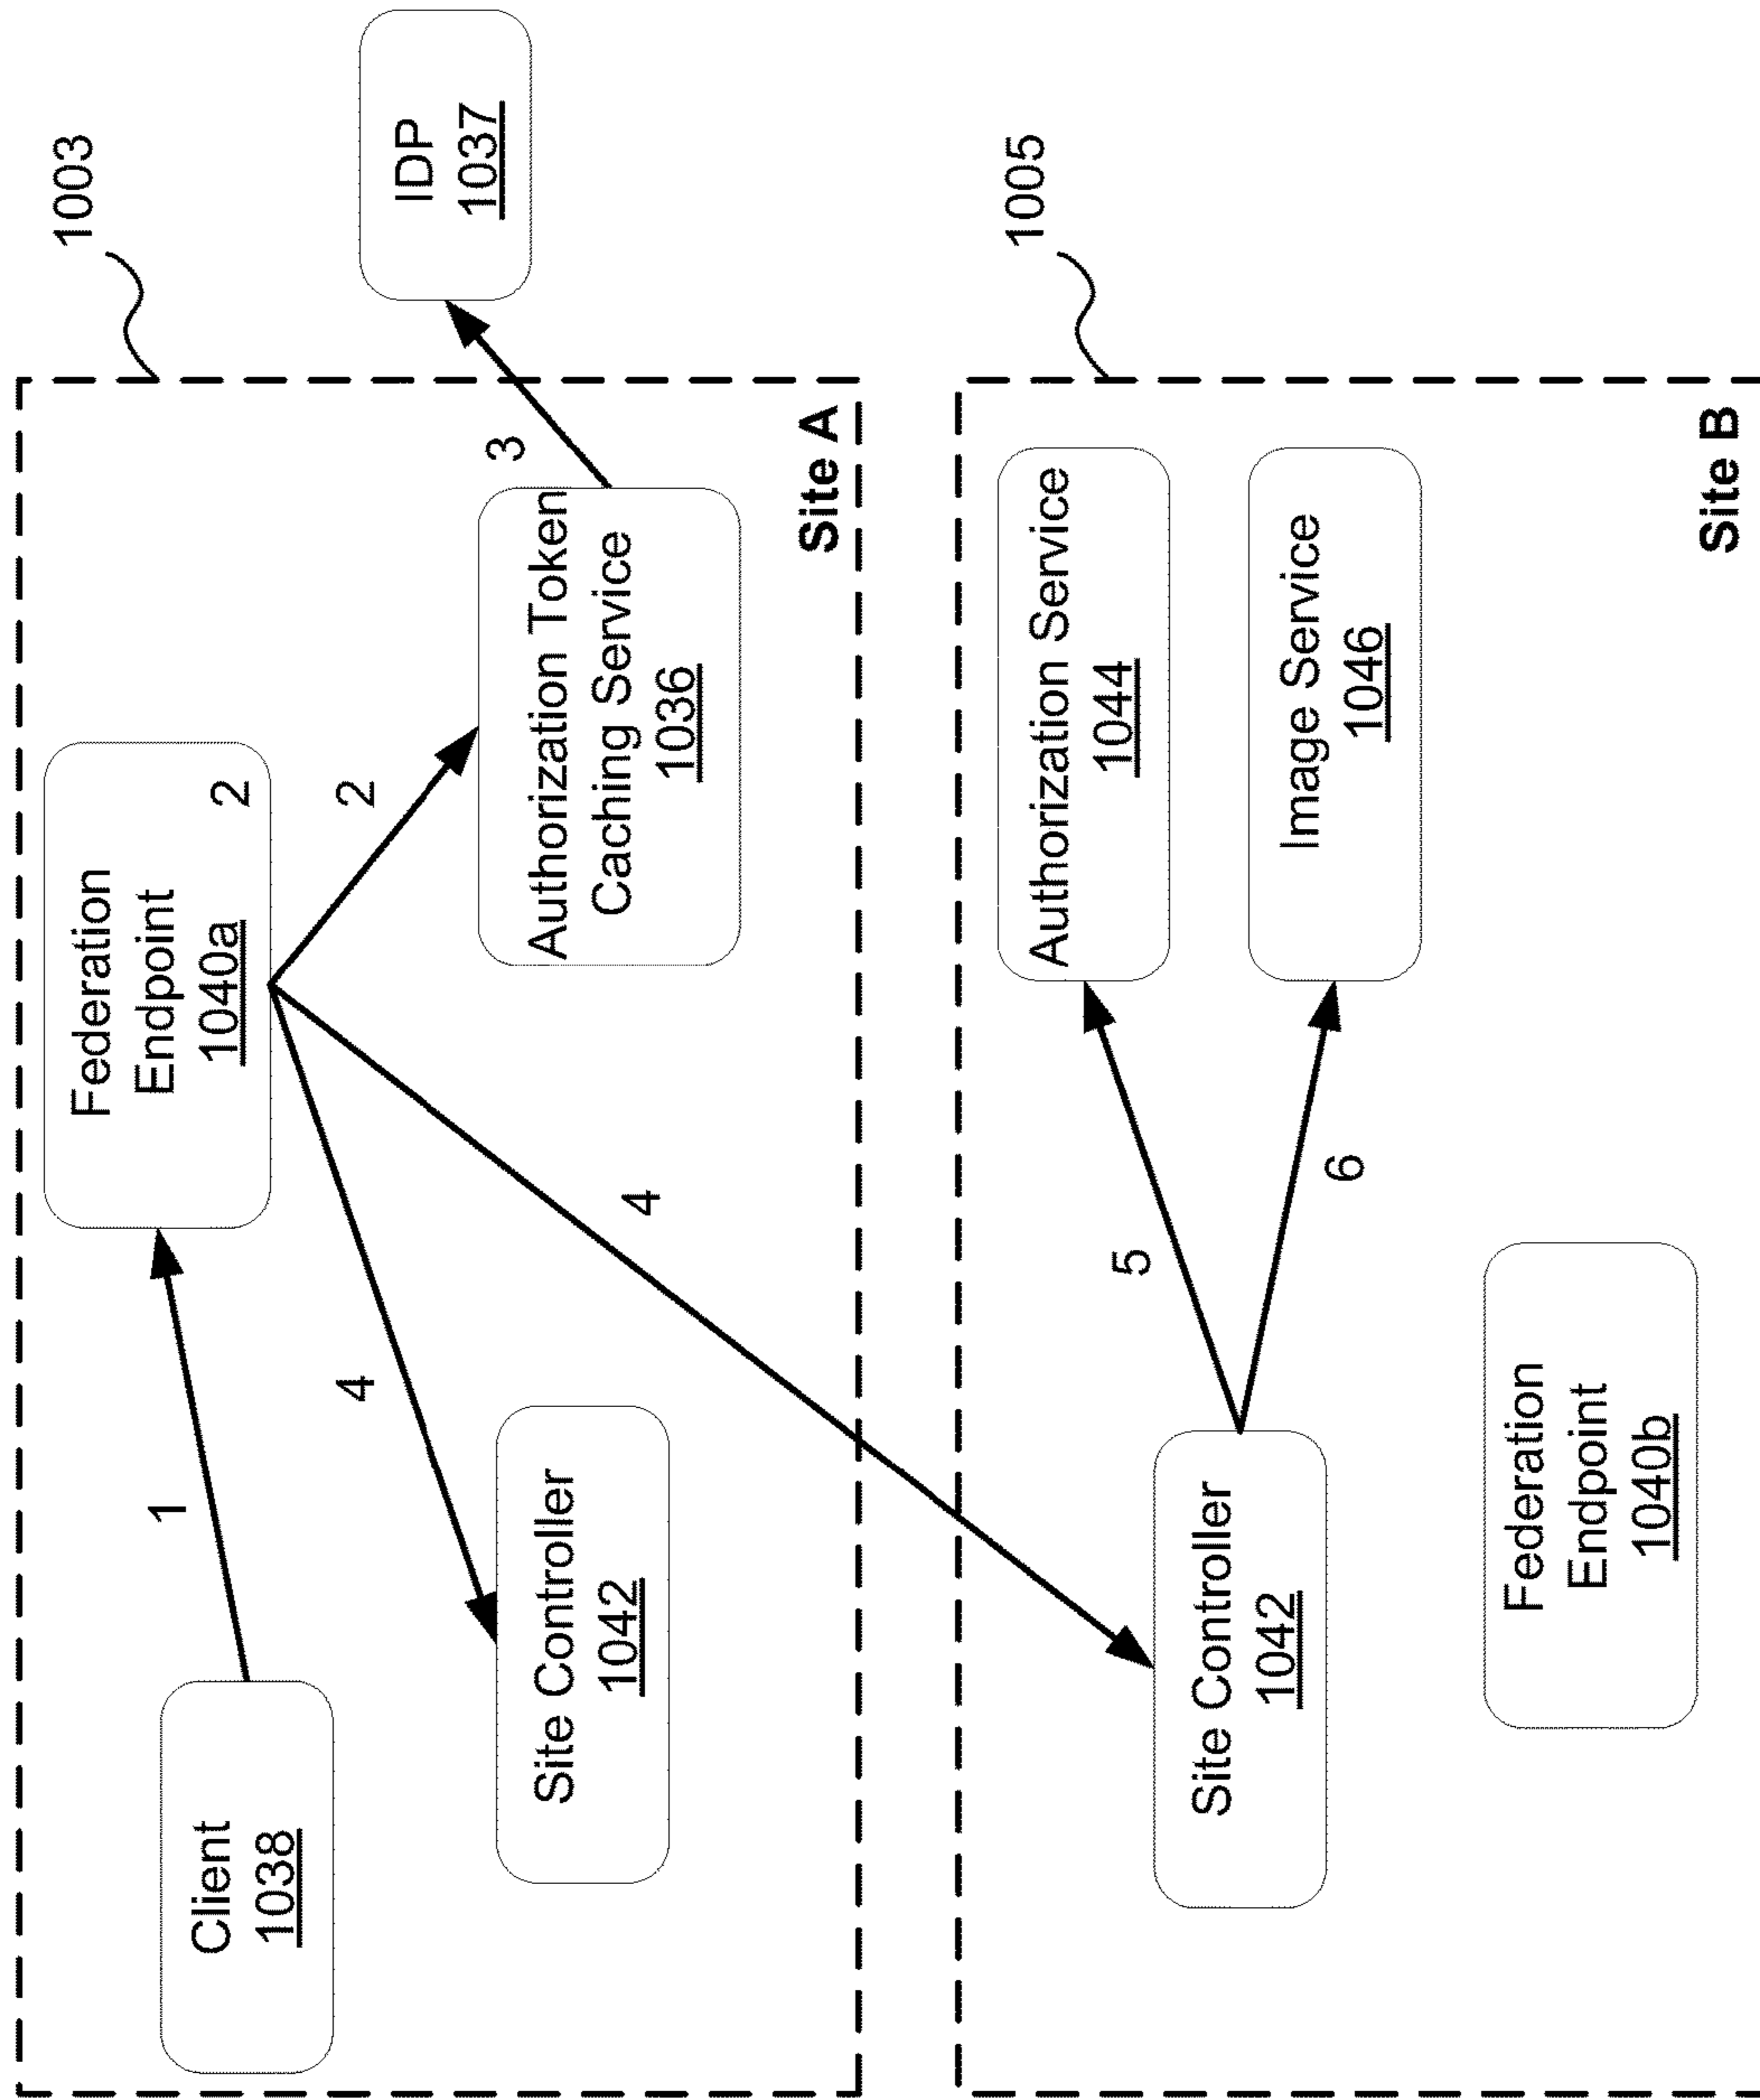 1003
Federation
Endpoint
1040a
2
Client
1038
1
2
IDP
1037
4
3
Authorization Token
Caching Service
1036
Site Controller
1042
4
Site A
1005
Authorization Service
1044
5
Site Controller
1042
Image Service
1046
6
Federation
Endpoint
1040b
Site B